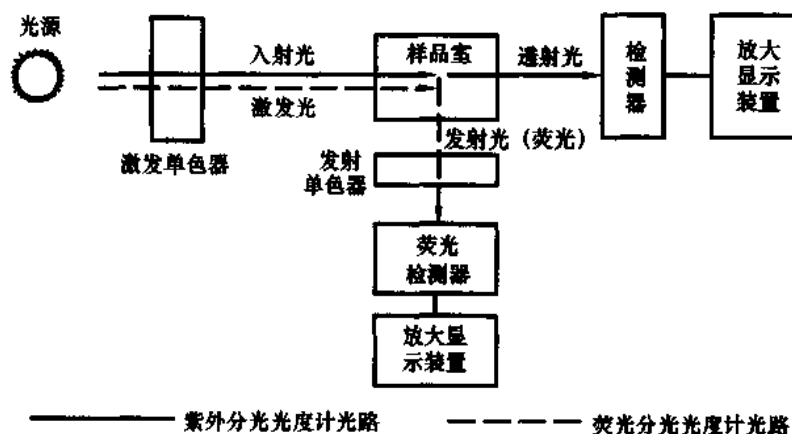 光源
入射光
激发光
激发单色器
样品室
透射光
检
测
器
放大
显示
装置
发射光（荧光）
发射
单色器
荧光
检测器
放大显
示装置
紫外分光光度计光路
荧光分光光度计光路